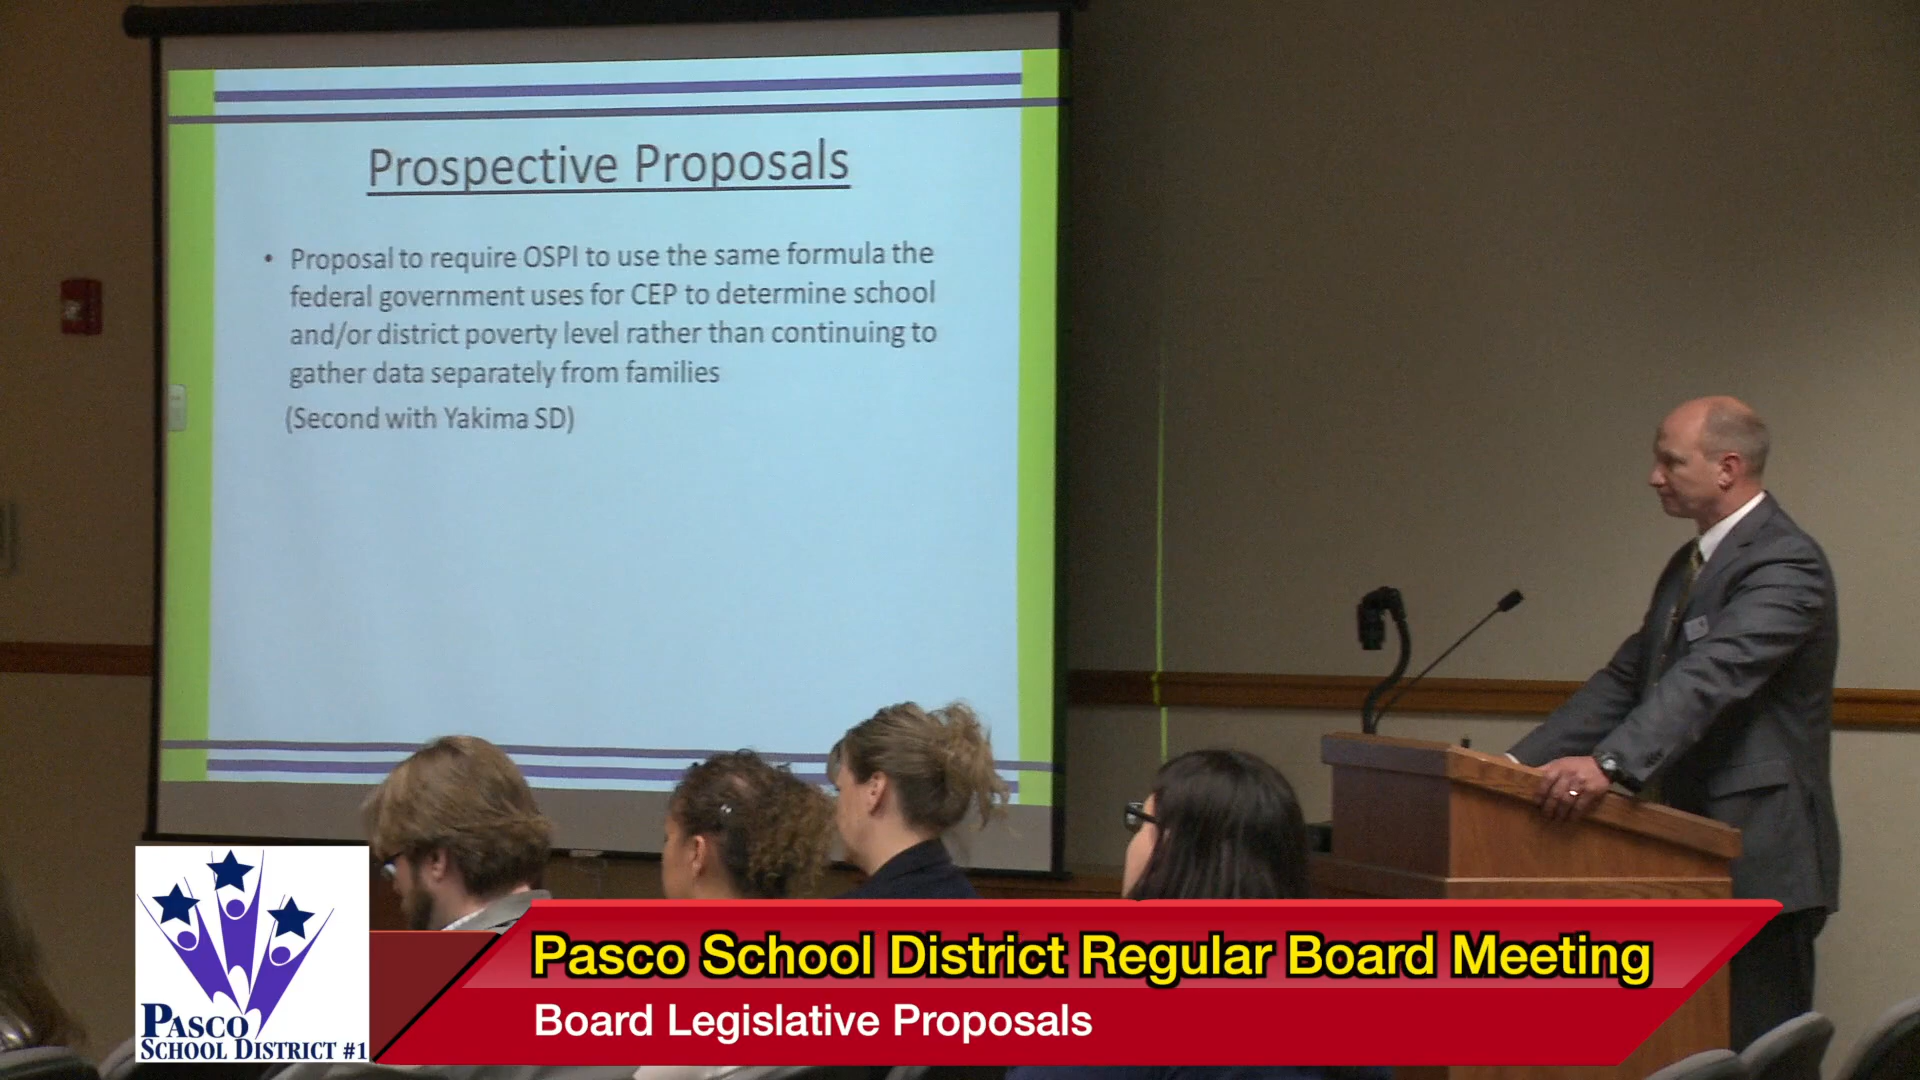 Prospective Proposals
• Proposal to require OSPI to use the same formula the
federal government uses for CEP to determine school
and/or district poverty level rather than continuing to
gather data separately from families
(Second with Yakima SD)
Pasco School District Regular Board Meeting
Board Legislative Proposals
PASCO
SCHOOL DISTRICT #1